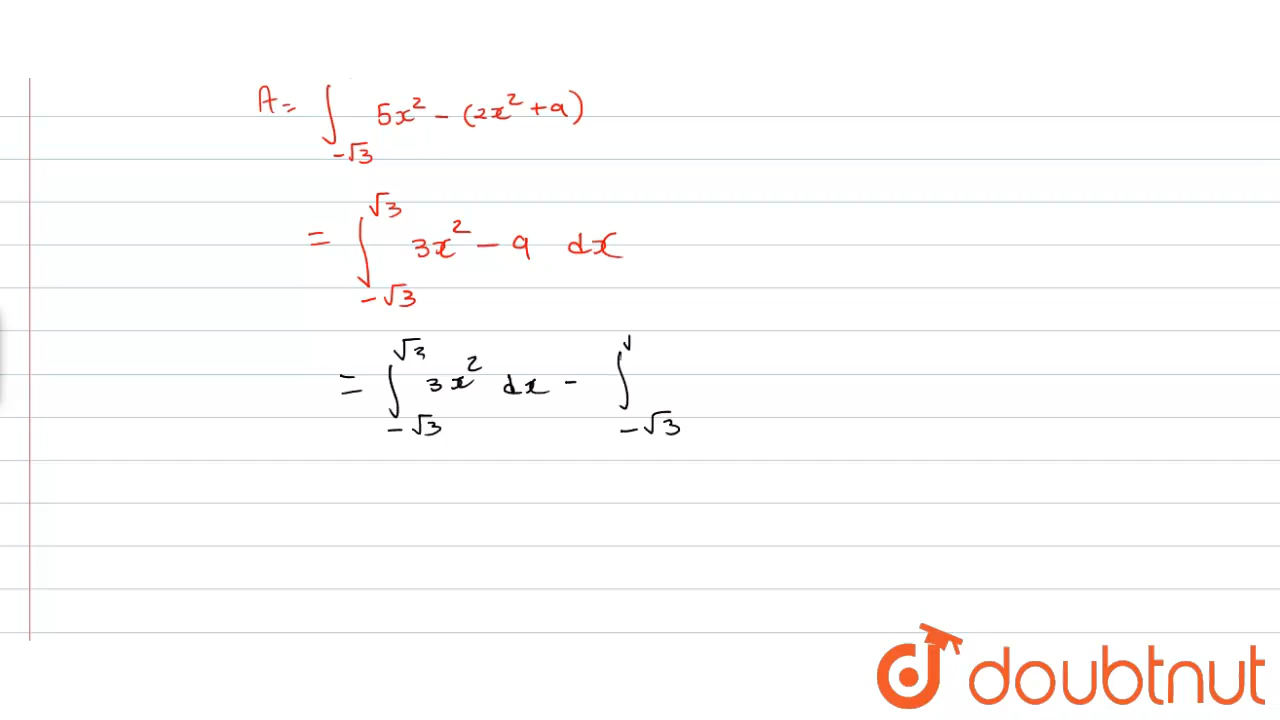 A = ∫_{-√3} 5x² - (2x² + 9)
= ∫_{-√3}^{√3} 3x² - 9 dx
= ∫_{-√3}^{√3} 3x² dx - ∫_{-√3}^{√}
doubtnut